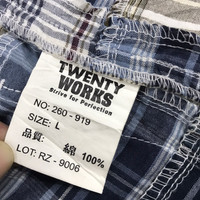 TWENTY
WORKS
Strive for Perfection
NO: 260-919
SIZE: L
品質: 綿 100%
LOT: RZ - 9006